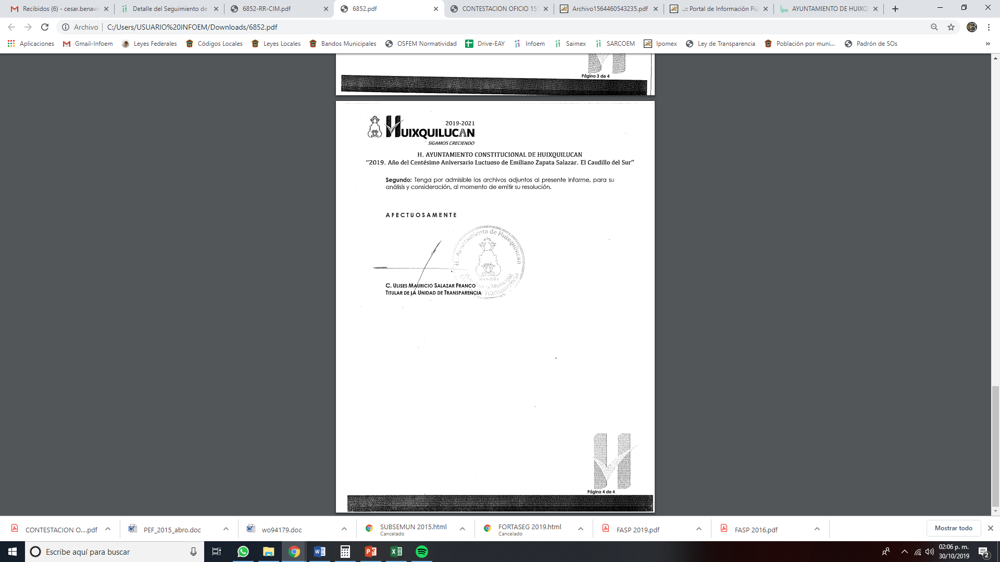 Recibidos (6) - cesar.benavi
Detalle del Seguimiento de
6852-RR-CIM.pdf
6852.pdf
CONTESTACION OFICIO 151
Archivo1564460543235.pdf
..:: Portal de Información Púb
AYUNTAMIENTO DE HUIXQ
Archivo
C:/Users/USUARIO%20INFOEM/Downloads/6852.pdf
Aplicaciones
Gmail-Infoem
Leyes Federales
Códigos Locales
Leyes Locales
Bandos Municipales
OSFEM Normatividad
Drive-EAY
Infoem
Saimex
SARCOEM
Ipomex
Ley de Transparencia
Población por muni...
Padrón de SOs
»
Página 3 de 4
2019-2021
HUIXQUILUCAN
SIGAMOS CRECIENDO
H. AYUNTAMIENTO CONSTITUCIONAL DE HUIXQUILUCAN
"2019. Año del Centésimo Aniversario Luctuoso de Emiliano Zapata Salazar. El Caudillo del Sur"
Segundo: Tenga por admisible los archivos adjuntos al presente informe, para su
análisis y consideración, al momento de emitir su resolución.
AFECTUOSAMENTE
H. Ayuntamiento de Huixquilucan
2019-2021
Municipal
Transparencia
C. ULISES MAURICIO SALAZAR FRANCO
TITULAR DE LA UNIDAD DE TRANSPARENCIA
Página 4 de 4
CONTESTACION O....pdf
PEF_2015_abro.doc
wo94179.doc
SUBSEMUN 2015.html
Cancelado
FORTASEG 2019.html
Cancelado
FASP 2019.pdf
FASP 2016.pdf
Mostrar todo
Escribe aquí para buscar
02:06 p. m.
30/10/2019
2